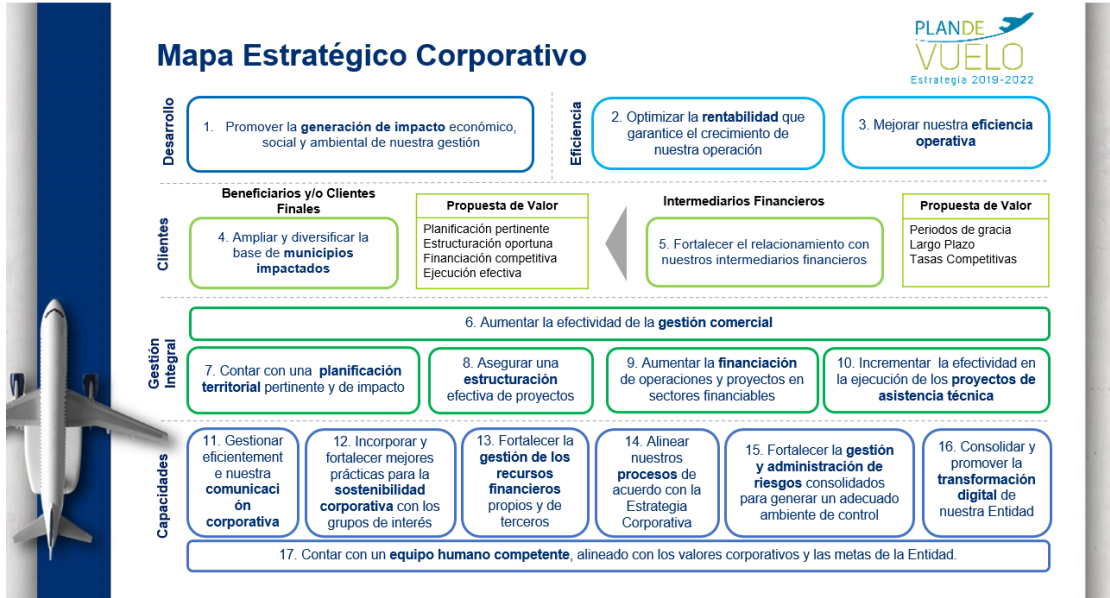 Mapa Estratégico Corporativo
PLANDE
VUELO
Estrategia 2019-2022
Desarrollo
1. Promover la generación de impacto económico,
social y ambiental de nuestra gestión
Eficiencia
2. Optimizar la rentabilidad que
garantice el crecimiento de
nuestra operación
3. Mejorar nuestra eficiencia
operativa
Clientes
Beneficiarios y/o Clientes
Finales
4. Ampliar y diversificar la
base de municipios
impactados
Propuesta de Valor
Planificación pertinente
Estructuración oportuna
Financiación competitiva
Ejecución efectiva
Intermediarios Financieros
5. Fortalecer el relacionamiento con
nuestros intermediarios financieros
Propuesta de Valor
Periodos de gracia
Largo Plazo
Tasas Competitivas
Gestión
Integral
6. Aumentar la efectividad de la gestión comercial
7. Contar con una planificación
territorial pertinente y de impacto
8. Asegurar una
estructuración
efectiva de proyectos
9. Aumentar la financiación
de operaciones y proyectos en
sectores financiables
10. Incrementar la efectividad en
la ejecución de los proyectos de
asistencia técnica
Capacidades
11. Gestionar
eficientement
e nuestra
comunicaci
ón
corporativa
12. Incorporar y
fortalecer mejores
prácticas para la
sostenibilidad
corporativa con los
grupos de interés
13. Fortalecer la
gestión de los
recursos
financieros
propios y de
terceros
14. Alinear
nuestros
procesos de
acuerdo con la
Estrategia
Corporativa
15. Fortalecer la gestión
y administración de
riesgos consolidados
para generar un adecuado
ambiente de control
16. Consolidar y
promover la
transformación
digital de
nuestra Entidad
17. Contar con un equipo humano competente, alineado con los valores corporativos y las metas de la Entidad.